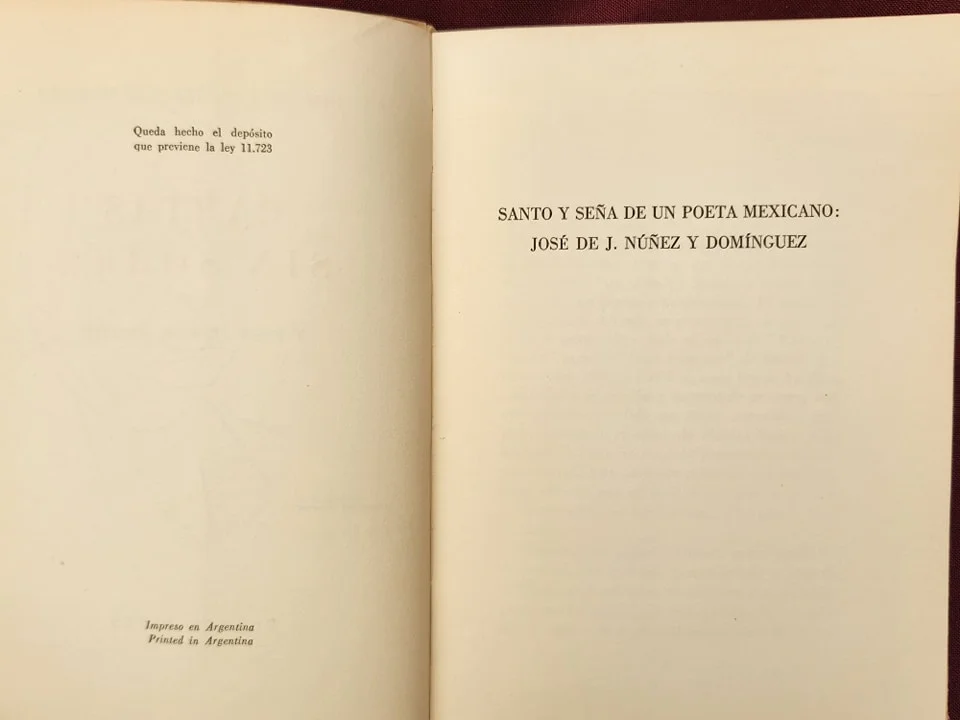 Queda hecho el depósito
que previene la ley 11.723
Impreso en Argentina
Printed in Argentina
SANTO Y SEÑA DE UN POETA MEXICANO:
JOSÉ DE J. NÚÑEZ Y DOMÍNGUEZ